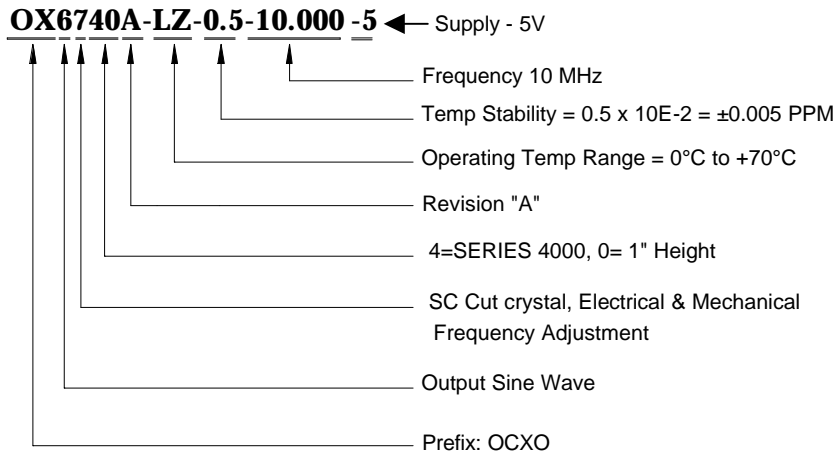 OX6740A-LZ-0.5-10.000 -5 Supply - 5V
Frequency 10 MHz
Temp Stability = 0.5 x 10E-2 = ±0.005 PPM
Operating Temp Range = 0°C to +70°C
Revision "A"
4=SERIES 4000, 0= 1" Height
SC Cut crystal, Electrical & Mechanical
Frequency Adjustment
Output Sine Wave
Prefix: OCXO